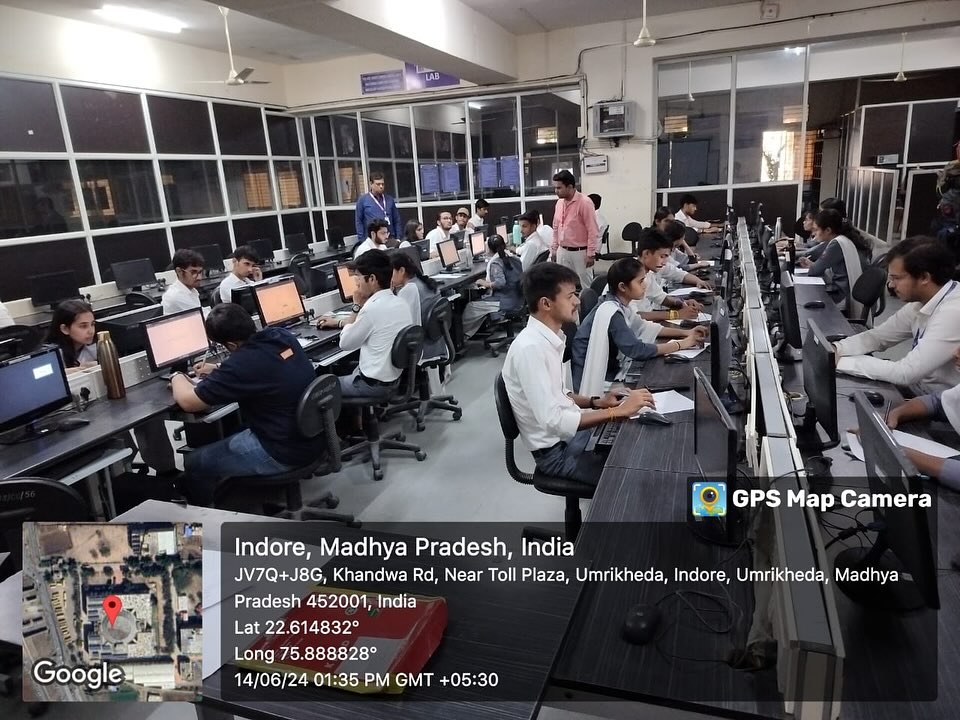 LAB
GPS Map Camera
Indore, Madhya Pradesh, India
JV7Q+J8G, Khandwa Rd, Near Toll Plaza, Umrikheda, Indore, Umrikheda, Madhya
Pradesh 452001, India
Lat 22.614832°
Long 75.888828°
14/06/24 01:35 PM GMT +05:30
Google